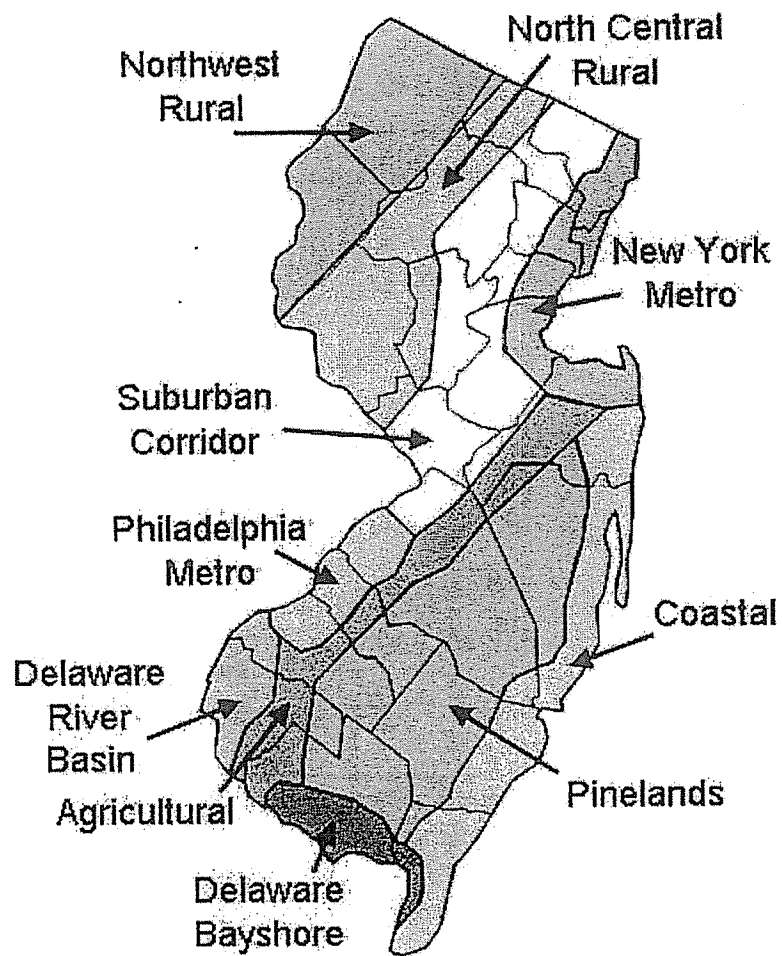 North Central
Rural
Northwest
Rural
New York
Metro
Suburban
Corridor
Philadelphia
Metro
Coastal
Delaware
River
Basin
Pinelands
Agricultural
Delaware
Bayshore